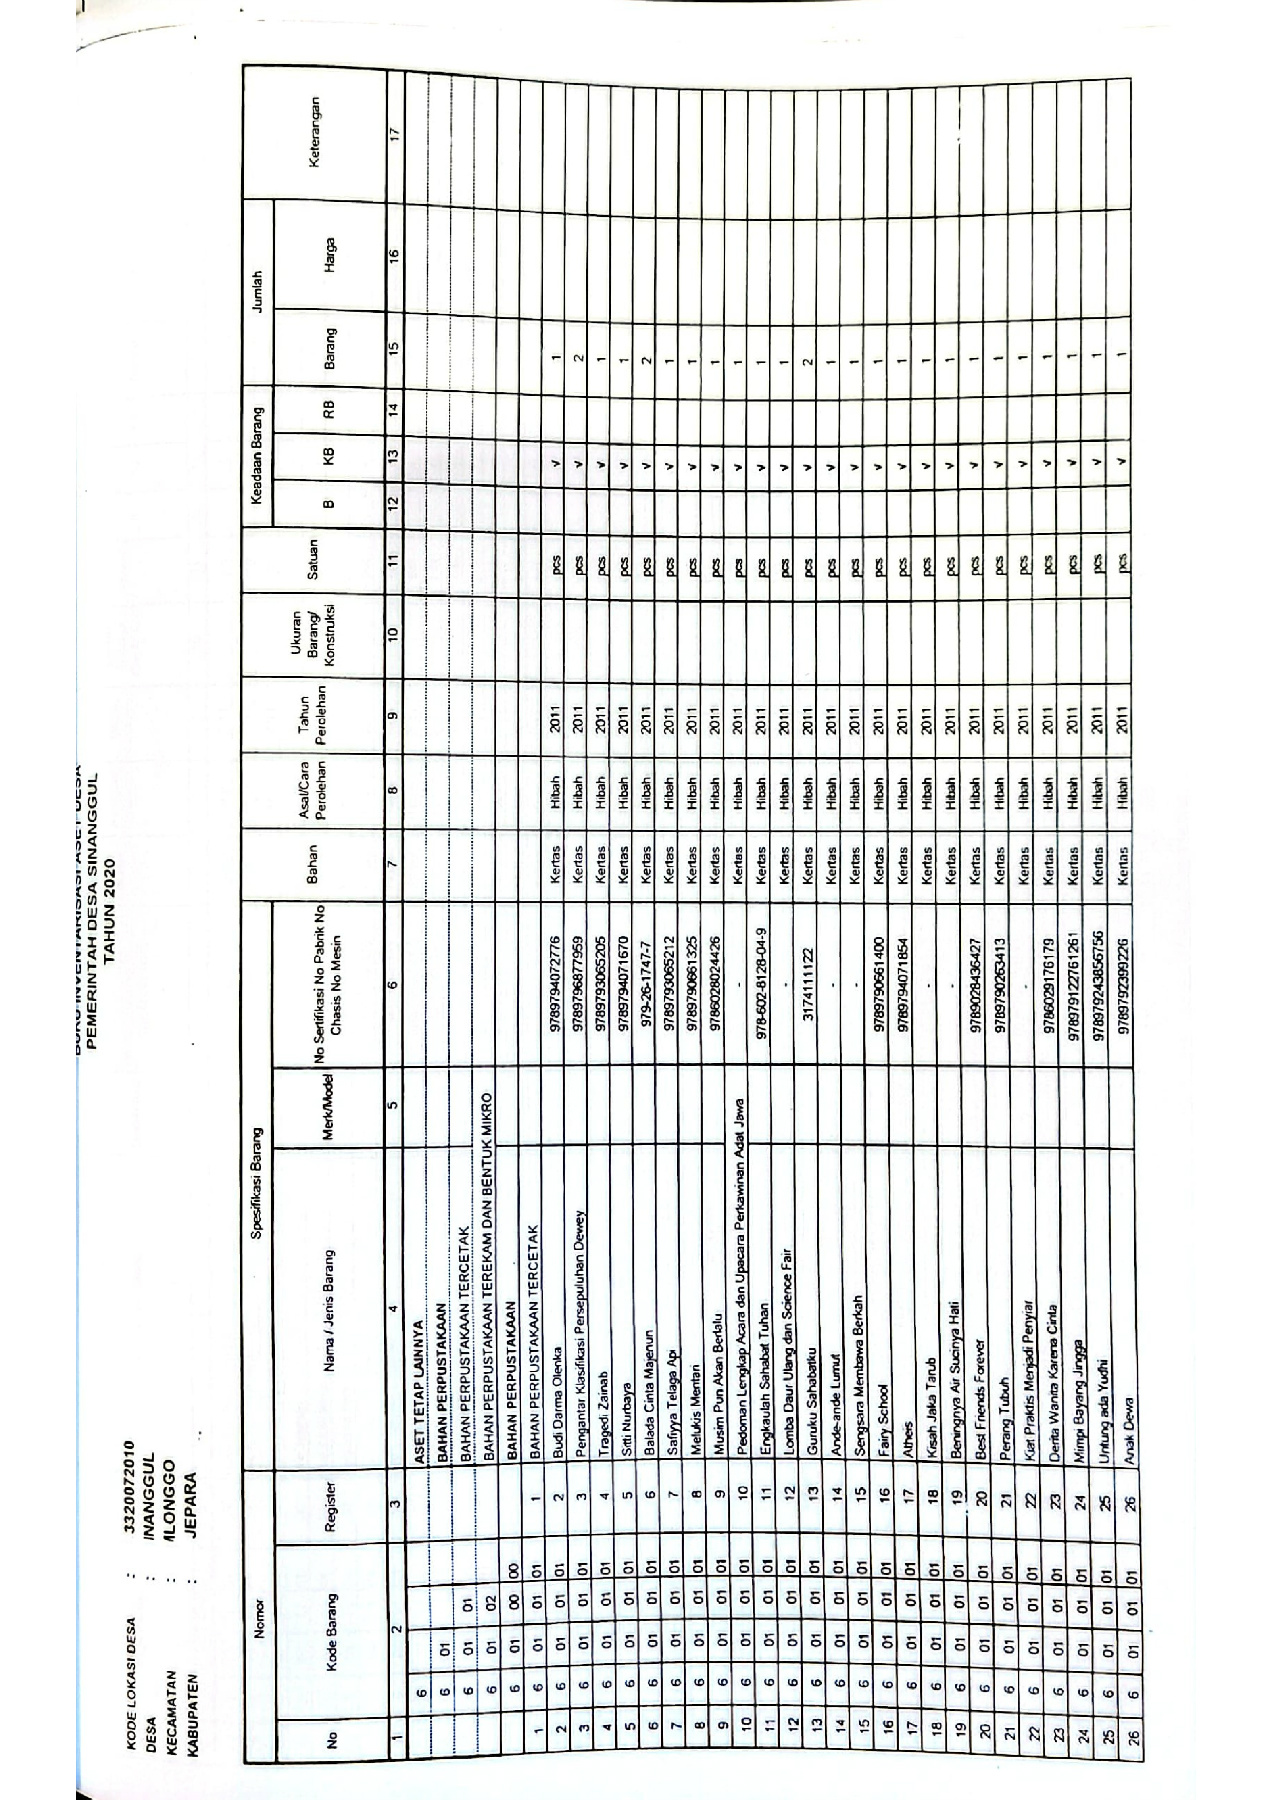 BUKU INVENTARISASI ASET DESA
PEMERINTAH DESA SINANGGUL
TAHUN 2020
KODE LOKASI DESA : 3320072010
DESA : INANGGUL
KECAMATAN : MLONGGO
KABUPATEN : JEPARA
Nomor Spesifikasi Barang Bahan Asal/Cara Perolehan Tahun Perolehan Ukuran Barang/ Konstruksi Satuan Keadaan Barang Jumlah Keterangan
No Kode Barang Register Nama / Jenis Barang Merk/Model No Sertifikasi No Pabrik No Chasis No Mesin B KB RB Barang Harga
1 2 3 4 5 6 7 8 9 10 11 12 13 14 15 16 17
6 ASET TETAP LAINNYA
6 01 BAHAN PERPUSTAKAAN
6 01 01 BAHAN PERPUSTAKAAN TERCETAK
6 01 02 BAHAN PERPUSTAKAAN TEREKAM DAN BENTUK MIKRO
6 01 00 00 BAHAN PERPUSTAKAAN
1 6 01 01 01 1 BAHAN PERPUSTAKAAN TERCETAK
2 6 01 01 01 2 Budi Darma Olenka 9789794072776 Kertas Hibah 2011 pcs v 1
3 6 01 01 01 3 Pengantar Klasifikasi Persepuluhan Dewey 9789796877959 Kertas Hibah 2011 pcs v 2
4 6 01 01 01 4 Tragedi Zainab 9789793065205 Kertas Hibah 2011 pcs v 1
5 6 01 01 01 5 Sitti Nurbaya 9789794071670 Kertas Hibah 2011 pcs v 1
6 6 01 01 01 6 Balada Cinta Majenun 979-26-1747-7 Kertas Hibah 2011 pcs v 2
7 6 01 01 01 7 Safiyya Telaga Api 9789793065212 Kertas Hibah 2011 pcs v 1
8 6 01 01 01 8 Melukis Mentari 9789790661325 Kertas Hibah 2011 pcs v 1
9 6 01 01 01 9 Musim Pun Akan Berlalu 9786028024426 Kertas Hibah 2011 pcs v 1
10 6 01 01 01 10 Pedoman Lengkap Acara dan Upacara Perkawinan Adat Jawa - Kertas Hibah 2011 pcs v 1
11 6 01 01 01 11 Engkaulah Sahabat Tuhan 978-602-8128-04-9 Kertas Hibah 2011 pcs v 1
12 6 01 01 01 12 Lomba Daur Ulang dan Science Fair - Kertas Hibah 2011 pcs v 1
13 6 01 01 01 13 Guruku Sahabatku 3174111122 Kertas Hibah 2011 pcs v 2
14 6 01 01 01 14 Ande-ande Lumut - Kertas Hibah 2011 pcs v 1
15 6 01 01 01 15 Sengsara Membawa Berkah - Kertas Hibah 2011 pcs v 1
16 6 01 01 01 16 Fairy School 9789790661400 Kertas Hibah 2011 pcs v 1
17 6 01 01 01 17 Athes 9789794071854 Kertas Hibah 2011 pcs v 1
18 6 01 01 01 18 Kisah Jaka Tarub - Kertas Hibah 2011 pcs v 1
19 6 01 01 01 19 Beningnya Air Sucinya Hati - Kertas Hibah 2011 pcs v 1
20 6 01 01 01 20 Best Friends Forever 9789028436427 Kertas Hibah 2011 pcs v 1
21 6 01 01 01 21 Perang Tubuh 9789790263413 Kertas Hibah 2011 pcs v 1
22 6 01 01 01 22 Kiat Praktis Menjadi Penyiar - Kertas Hibah 2011 pcs v 1
23 6 01 01 01 23 Derita Wanita Karena Cinta 9786029176179 Kertas Hibah 2011 pcs v 1
24 6 01 01 01 24 Mimpi Bayang Jingga 978979122761261 Kertas Hibah 2011 pcs v 1
25 6 01 01 01 25 Untung ada Yudhi 978979243856756 Kertas Hibah 2011 pcs v 1
26 6 01 01 01 26 Anak Dewa 9789792399226 Kertas Hibah 2011 pcs v 1